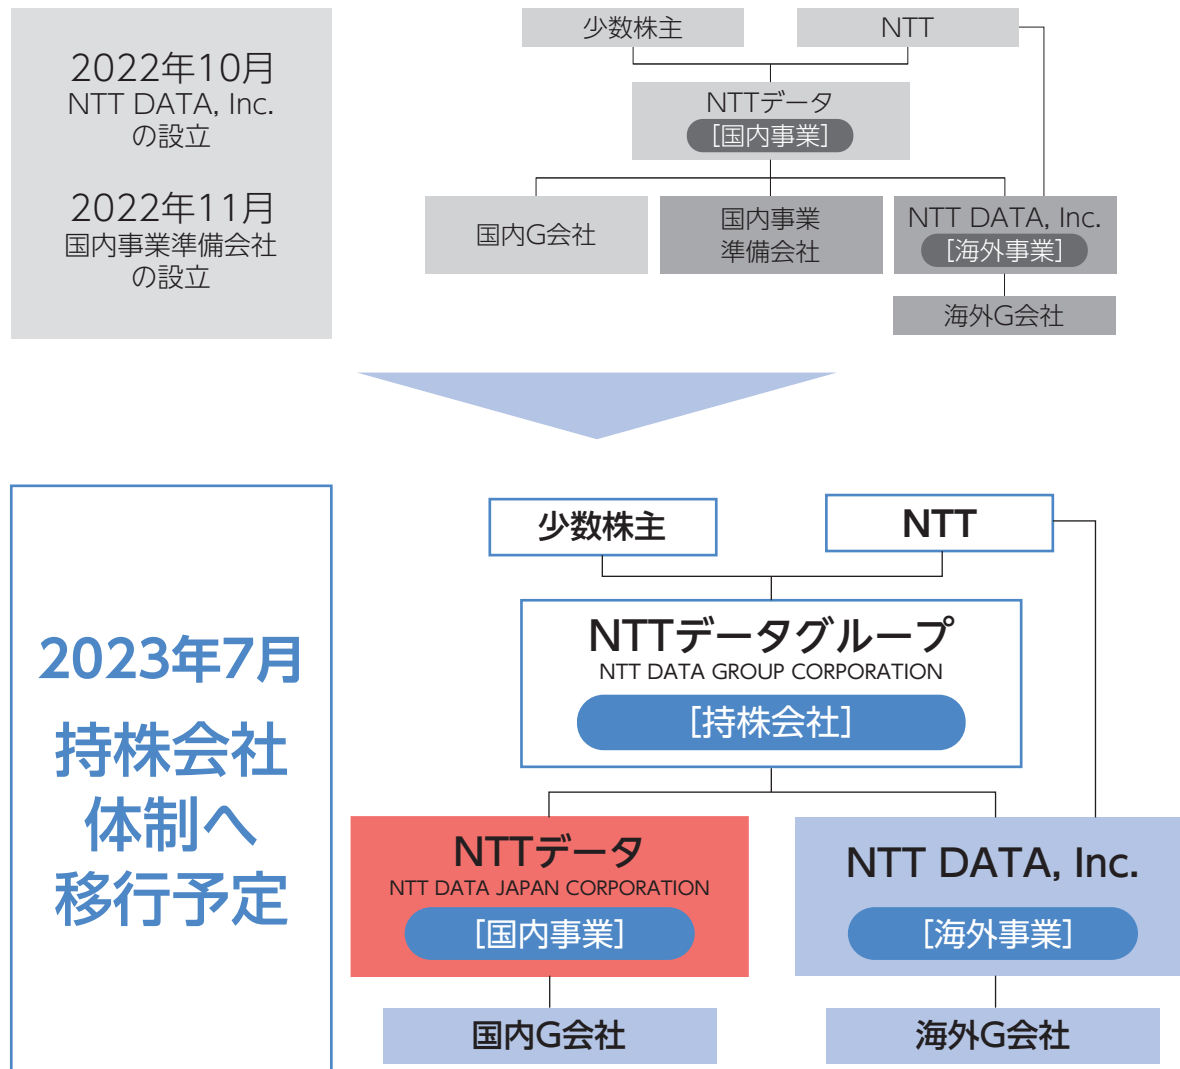 2022年10月
NTT DATA, Inc.
の設立
2022年11月
国内事業準備会社
の設立
少数株主
NTT
NTTデータ
[国内事業]
国内G会社
国内事業
準備会社
NTT DATA, Inc.
[海外事業]
海外G会社
2023年7月
持株会社
体制へ
移行予定
少数株主
NTT
NTTデータグループ
NTT DATA GROUP CORPORATION
[持株会社]
NTTデータ
NTT DATA JAPAN CORPORATION
[国内事業]
NTT DATA, Inc.
[海外事業]
国内G会社
海外G会社